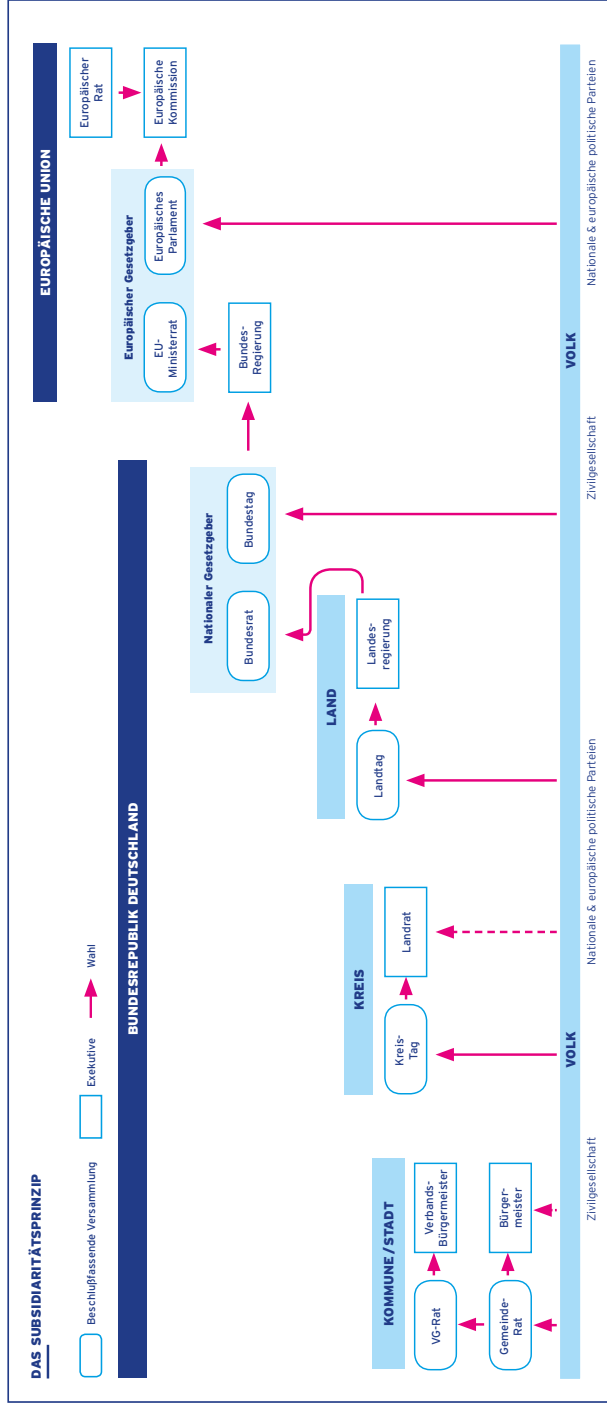 DAS SUBSIDIARITÄTSPRINZIP
Beschlußfassende Versammlung
Exekutive
Wahl
BUNDESREPUBLIK DEUTSCHLAND
EUROPÄISCHE UNION
Europäischer
Rat
Europäische
Kommission
Europäischer Gesetzgeber
EU-
Ministerrat
Europäisches
Parlament
Bundes-
Regierung
Nationaler Gesetzgeber
Bundesrat
Bundestag
LAND
Landtag
Landes-
regierung
KREIS
Kreis-
Tag
Landrat
KOMMUNE/STADT
VG-Rat
Verbands-
Bürgermeister
Gemeinde-
Rat
Bürger-
meister
VOLK
VOLK
Zivilgesellschaft
Nationale & europäische politische Parteien
Zivilgesellschaft
Nationale & europäische politische Parteien